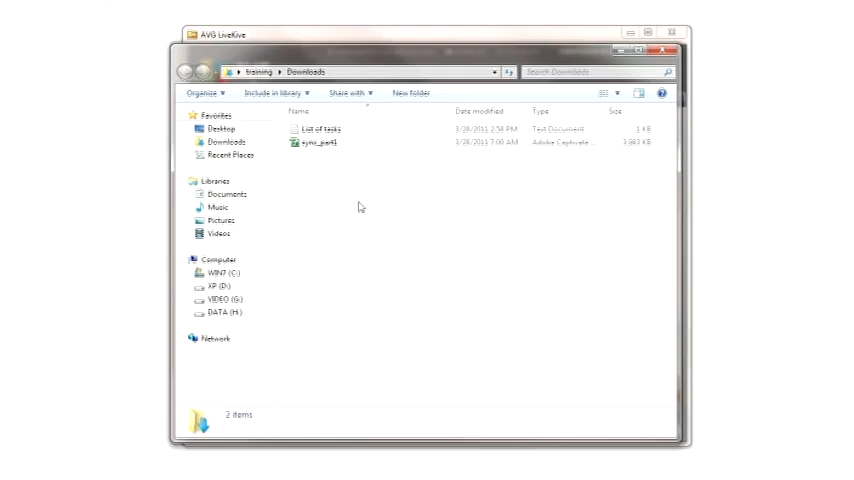 AVG LiveKive
training Downloads
Search Downloads
Organize Include in library Share with New folder
Name Date modified Type Size
Favorites
Desktop
Downloads
Recent Places
Libraries
Documents
Music
Pictures
Videos
Computer
WIN7 (C:)
XP (D:)
VIDEO (G:)
DATA (H:)
Network
List of tasks 3/28/2011 2:58 PM Text Document 1 KB
sync_part1 3/28/2011 7:00 AM Adobe Captivate ... 3,983 KB
2 items